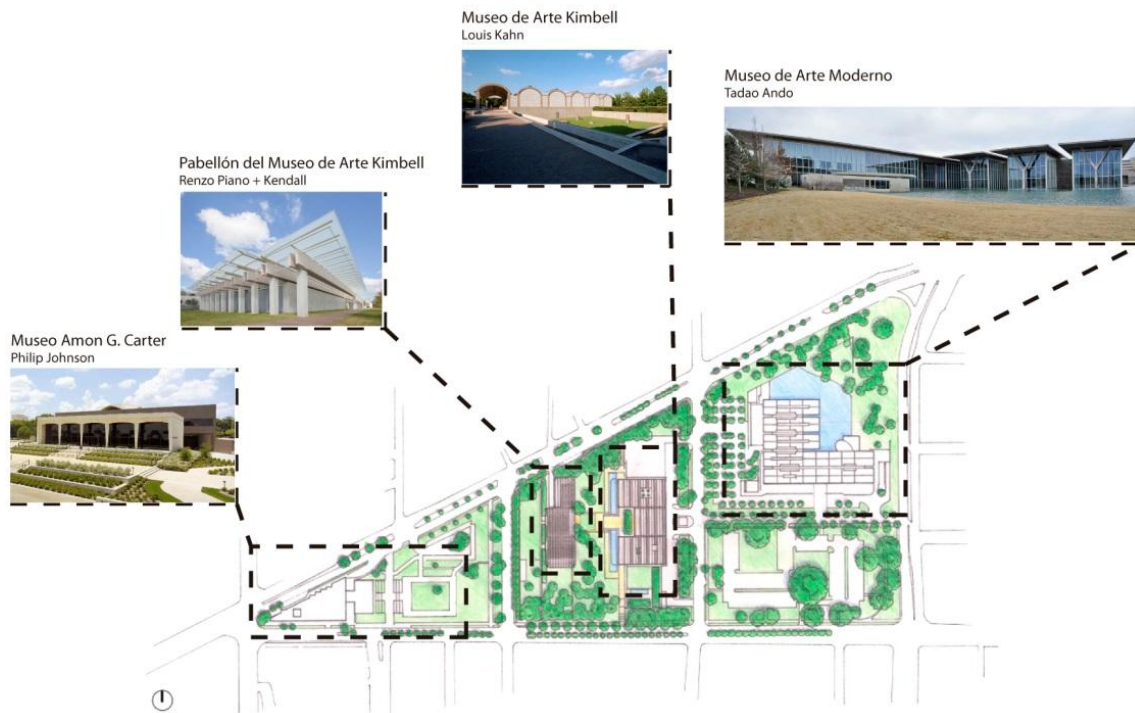 Museo de Arte Kimbell
Louis Kahn
Museo de Arte Moderno
Tadao Ando
Pabellón del Museo de Arte Kimbell
Renzo Piano + Kendall
Museo Amon G. Carter
Philip Johnson